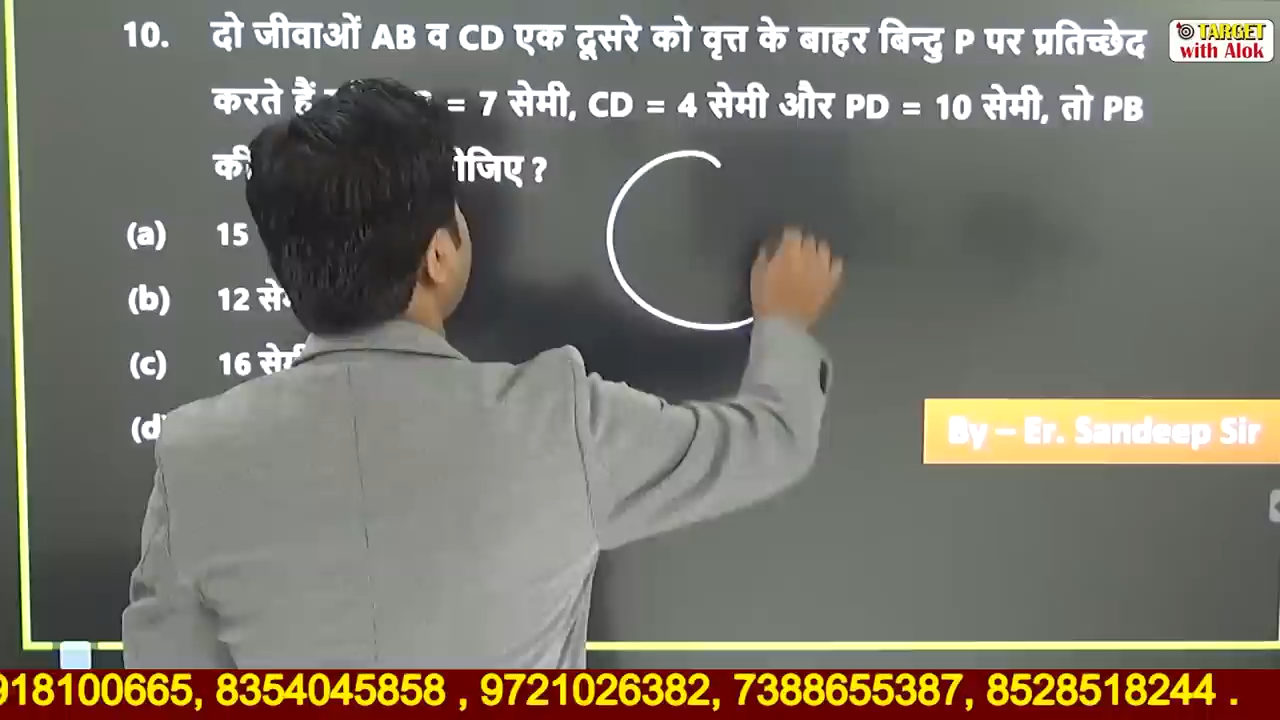 TARGET
with Alok
10. दो जीवाओं AB व CD एक दूसरे को वृत्त के बाहर बिन्दु P पर प्रतिच्छेद
करते हैं = 7 सेमी, CD = 4 सेमी और PD = 10 सेमी, तो PB
की ?
(a) 15
(b) 12
(c) 16
(d)
By – Er. Sandeep Sir
918100665, 8354045858 , 9721026382, 7388655387, 8528518244 .